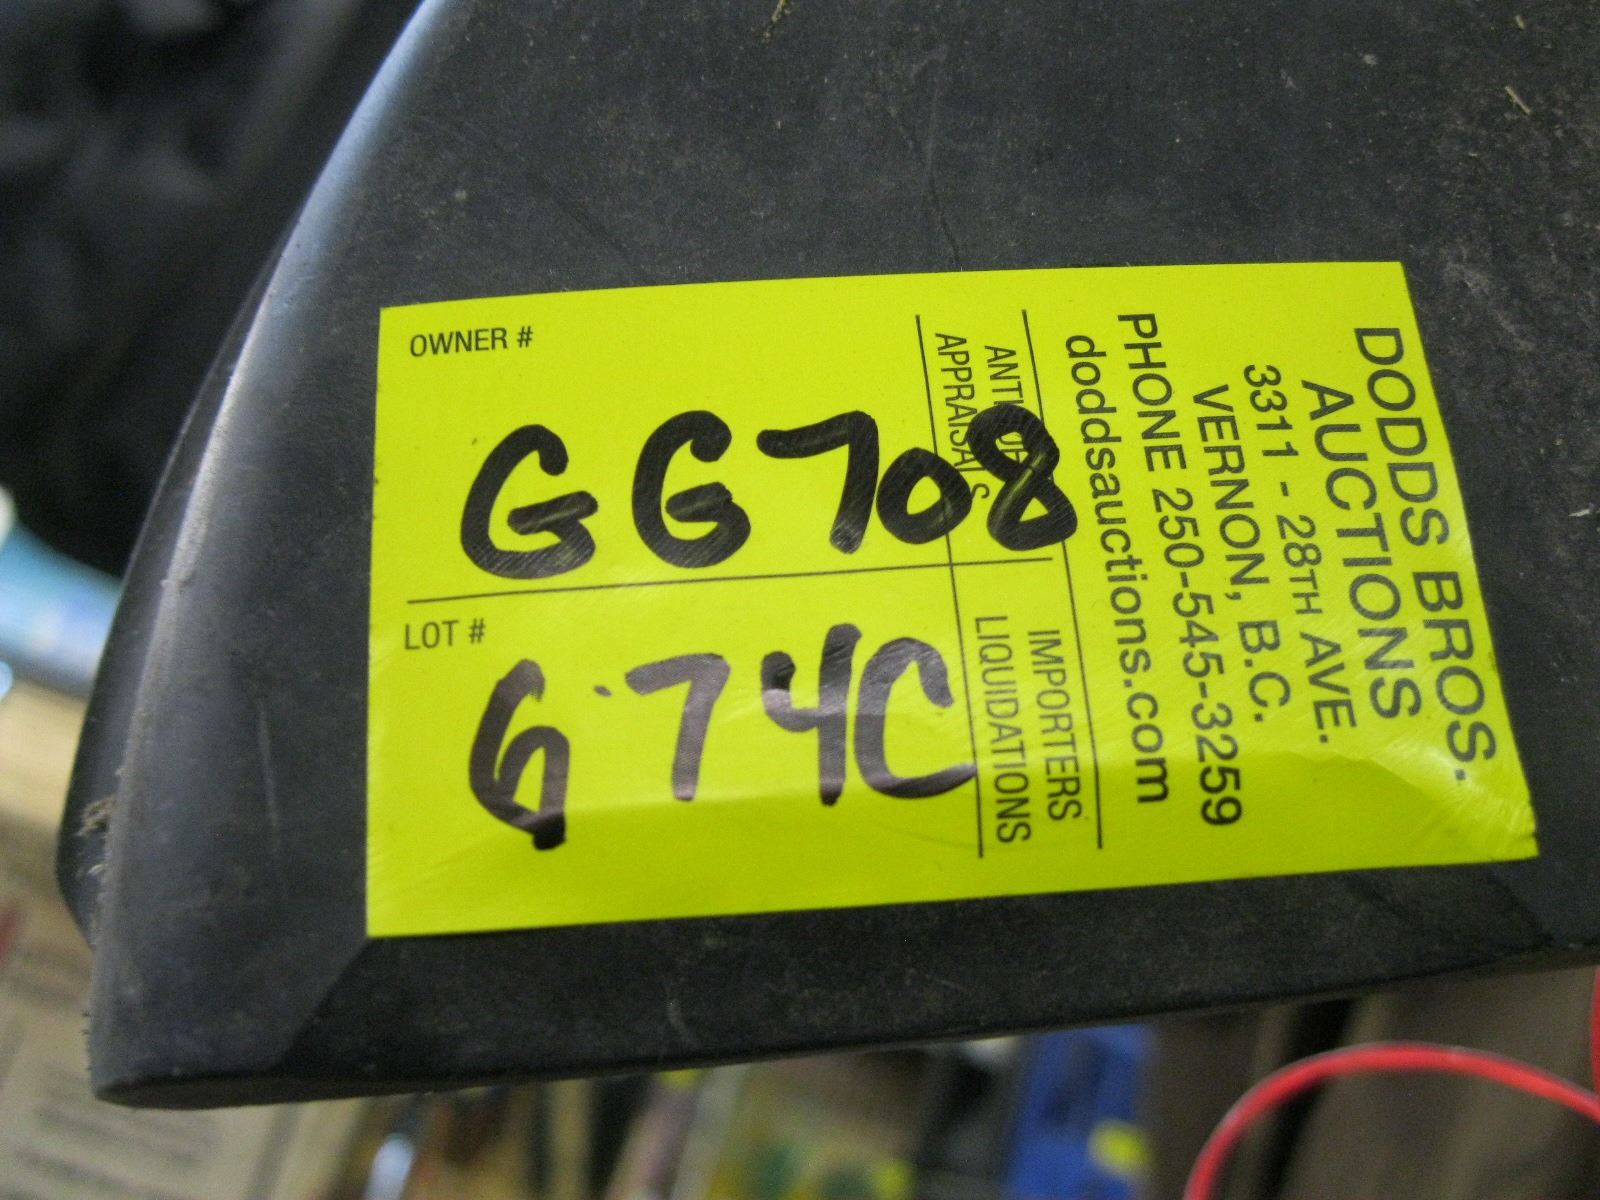 OWNER #
GG708
LOT #
674C
DODDS BROS.
AUCTIONS
3311 - 28TH AVE.
VERNON, B.C.
PHONE 250-545-3259
doddsauctions.com
IMPORTERS
APPRAISALS
LIQUIDATIONS